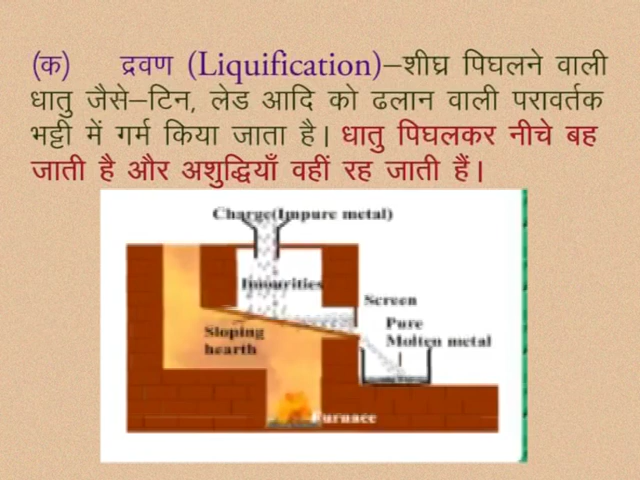 (क) द्रवण (Liquification)–शीघ्र पिघलने वाली
धातु जैसे–टिन, लेड आदि को ढलान वाली परावर्तक
भट्टी में गर्म किया जाता है। धातु पिघलकर नीचे बह
जाती है और अशुद्धियाँ वहीं रह जाती हैं।
Charge(Impure metal)
Impurities
Screen
Sloping
hearth
Pure
Molten metal
Furnace